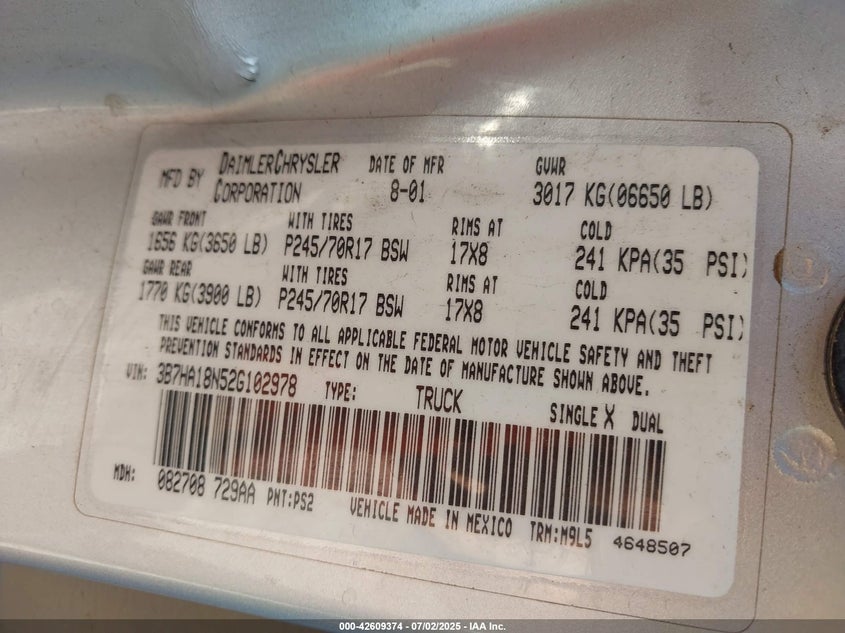 MFD BY DAIMLERCHRYSLER CORPORATION DATE OF MFR 8-01 GVWR 3017 KG(06650 LB)
GAWR FRONT WITH TIRES RIMS AT COLD
1656 KG(3650 LB) P245/70R17 BSW 17X8 241 KPA(35 PSI)
GAWR REAR WITH TIRES RIMS AT COLD
1770 KG(3900 LB) P245/70R17 BSW 17X8 241 KPA(35 PSI)
THIS VEHICLE CONFORMS TO ALL APPLICABLE FEDERAL MOTOR VEHICLE SAFETY AND THEFT
PREVENTION STANDARDS IN EFFECT ON THE DATE OF MANUFACTURE SHOWN ABOVE.
VIN: 3B7HA18N52G102978 TYPE: TRUCK SINGLE X DUAL
MDH: 082708 729AA PNT:PS2 VEHICLE MADE IN MEXICO TRM:M9L5 4648507
000-42609374 - 07/02/2025 - IAA Inc.